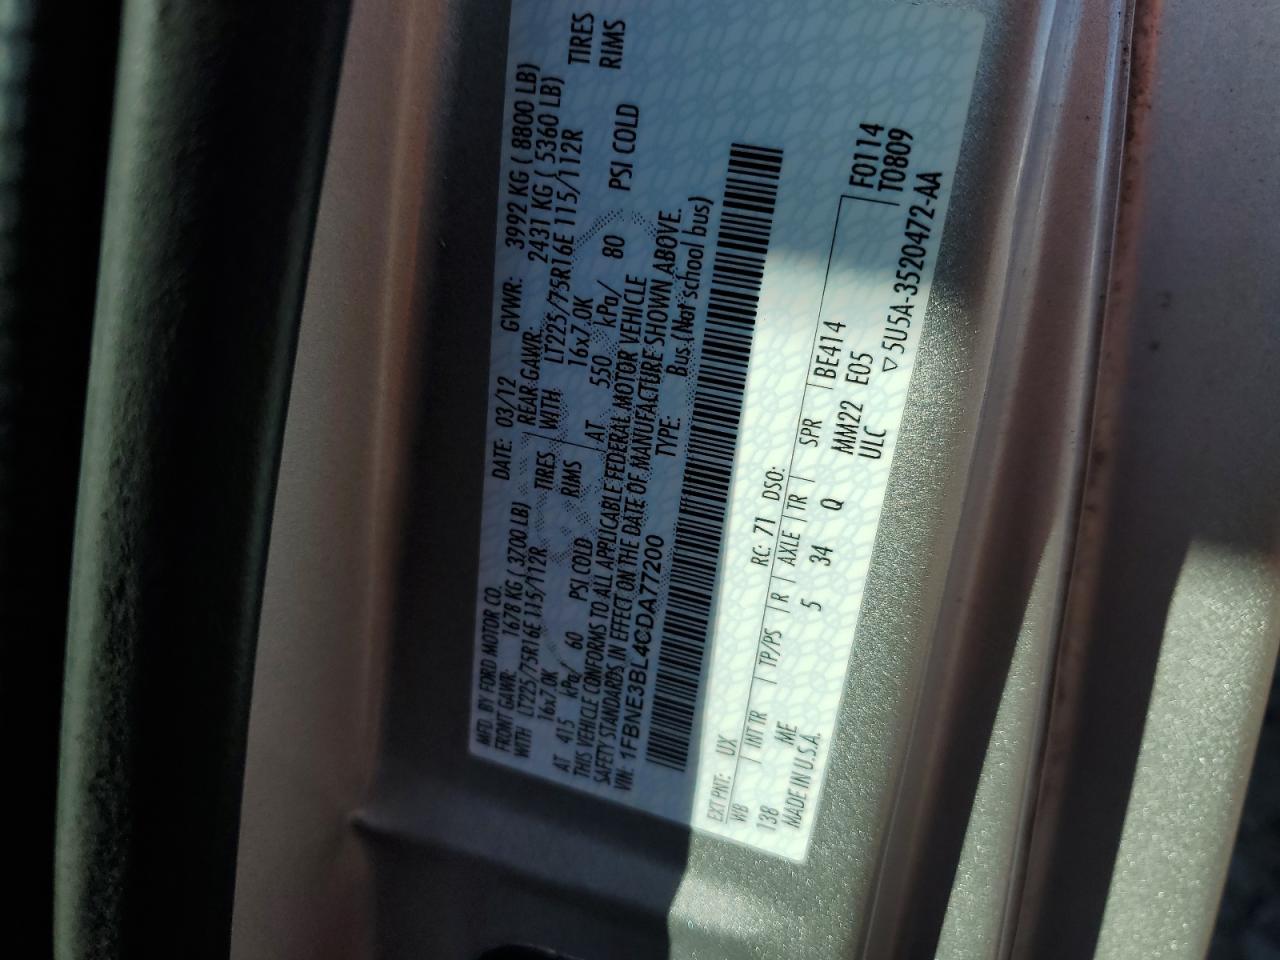 MFD. BY FORD MOTOR CO. DATE: 03/12 GVWR: 3992 KG ( 8800 LB)
FRONT GAWR: 1678 KG ( 3700 LB) REAR GAWR: 2431 KG ( 5360 LB)
WITH LT225/75R16E 115/112R TIRES WITH LT225/75R16E 115/112R TIRES
16x7.0K RIMS 16x7.0K RIMS
AT 415 kPa/ 60 PSI COLD AT 550 kPa/ 80 PSI COLD
THIS VEHICLE CONFORMS TO ALL APPLICABLE FEDERAL MOTOR VEHICLE
SAFETY STANDARDS IN EFFECT ON THE DATE OF MANUFACTURE SHOWN ABOVE.
VIN: 1FBNE3BL4CDA77200 TYPE: Bus (Not school bus)
EXT PNT: UX RC: 71 DSO:
WB INT TR TP/PS R AXLE TR SPR BE414 F0114
138 ME 5 34 Q MM22 E05 T0809
MADE IN U.S.A. ULC ▽5U5A-3520472-AA